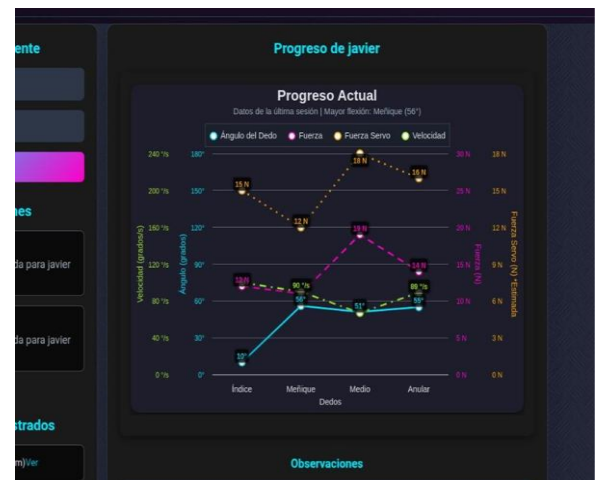 ente
nes
da para javier
da para javier
strados
m)Ver
Progreso de javier
Progreso Actual
Datos de la última sesión | Mayor flexión: Meñique (56°)
Ángulo del Dedo Fuerza Fuerza Servo Velocidad
240 °/s 180° 30 N 18 N
200 °/s 150° 25 N 15 N
160 °/s 120° 20 N 12 N
120 °/s 90° 15 N 9 N
80 °/s 60° 10 N 6 N
40 °/s 30° 5 N 3 N
0 °/s 0° 0 N 0 N
Velocidad (grados/s)
Ángulo (grados)
Fuerza (N)
Fuerza Servo (N) *Estimada
15 N
12 N
18 N
16 N
19 N
14 N
90 °/s
89 °/s
10°
56°
51°
55°
Índice Meñique Medio Anular
Dedos
Observaciones